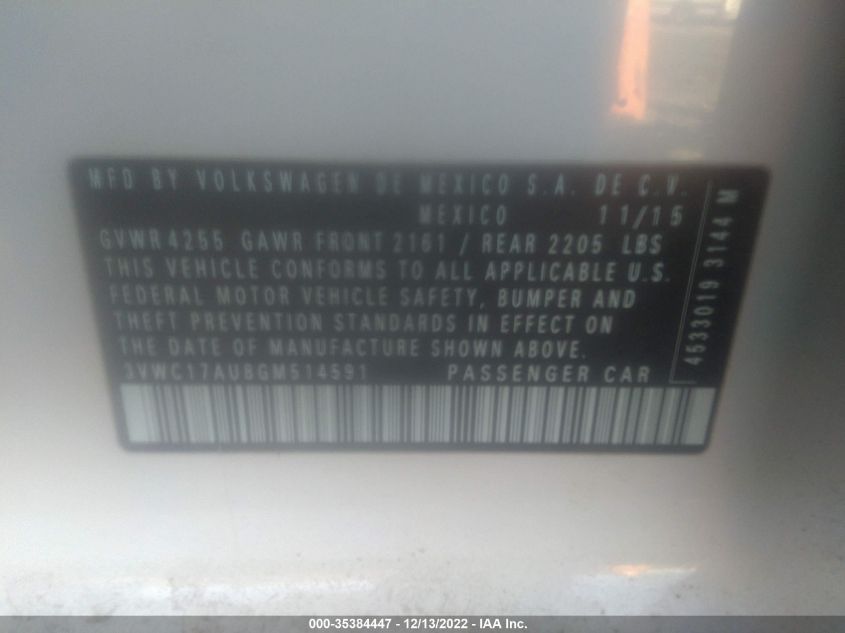 MFD BY VOLKSWAGEN DE MEXICO S.A. DE C.V.
MEXICO 11/15
GVWR 4255 GAWR FRONT 2161 / REAR 2205 LBS
THIS VEHICLE CONFORMS TO ALL APPLICABLE U.S.
FEDERAL MOTOR VEHICLE SAFETY, BUMPER AND
THEFT PREVENTION STANDARDS IN EFFECT ON
THE DATE OF MANUFACTURE SHOWN ABOVE.
3VWC17AU8GM514591 PASSENGER CAR
4533019 3144 M
000-35384447 - 12/13/2022 - IAA Inc.